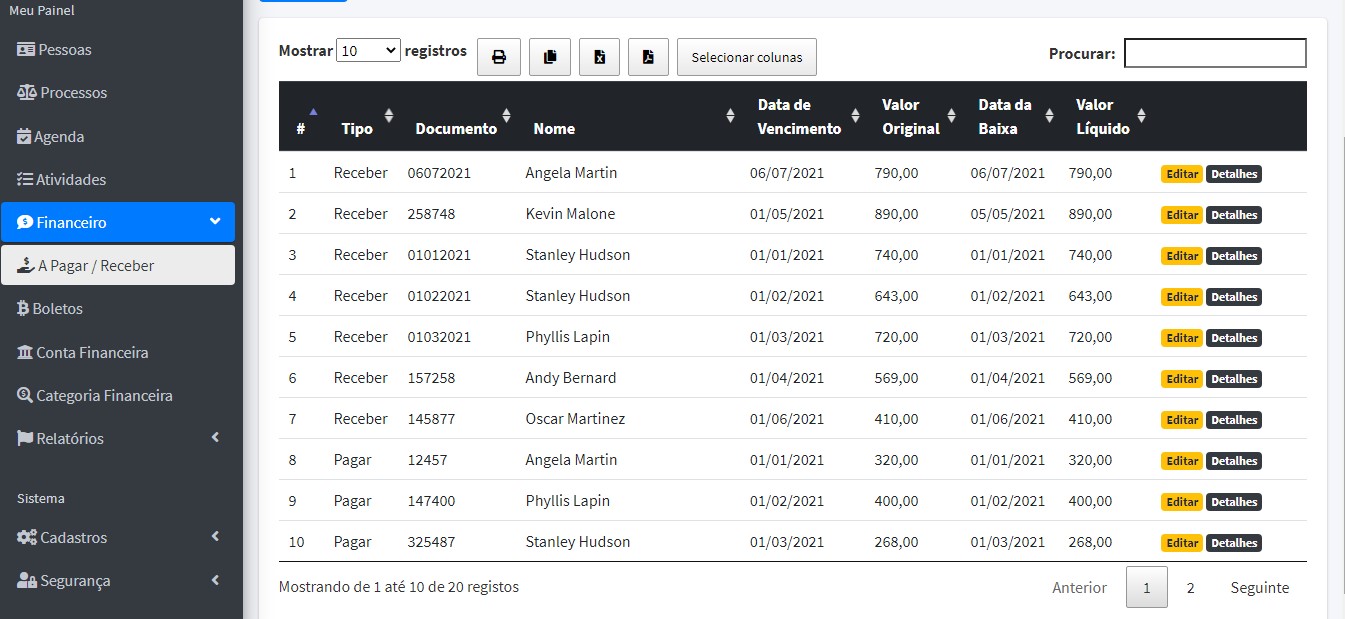 Meu Painel
Pessoas
Processos
Agenda
Atividades
Financeiro
A Pagar / Receber
Boletos
Conta Financeira
Categoria Financeira
Relatórios
Sistema
Cadastros
Segurança
Mostrar 10 registros Selecionar colunas Procurar:
# Tipo Documento Nome Data de Vencimento Valor Original Data da Baixa Valor Líquido
1 Receber 06072021 Angela Martin 06/07/2021 790,00 06/07/2021 790,00 Editar Detalhes
2 Receber 258748 Kevin Malone 01/05/2021 890,00 05/05/2021 890,00 Editar Detalhes
3 Receber 01012021 Stanley Hudson 01/01/2021 740,00 01/01/2021 740,00 Editar Detalhes
4 Receber 01022021 Stanley Hudson 01/02/2021 643,00 01/02/2021 643,00 Editar Detalhes
5 Receber 01032021 Phyllis Lapin 01/03/2021 720,00 01/03/2021 720,00 Editar Detalhes
6 Receber 157258 Andy Bernard 01/04/2021 569,00 01/04/2021 569,00 Editar Detalhes
7 Receber 145877 Oscar Martinez 01/06/2021 410,00 01/06/2021 410,00 Editar Detalhes
8 Pagar 12457 Angela Martin 01/01/2021 320,00 01/01/2021 320,00 Editar Detalhes
9 Pagar 147400 Phyllis Lapin 01/02/2021 400,00 01/02/2021 400,00 Editar Detalhes
10 Pagar 325487 Stanley Hudson 01/03/2021 268,00 01/03/2021 268,00 Editar Detalhes
Mostrando de 1 até 10 de 20 registos Anterior 1 2 Seguinte